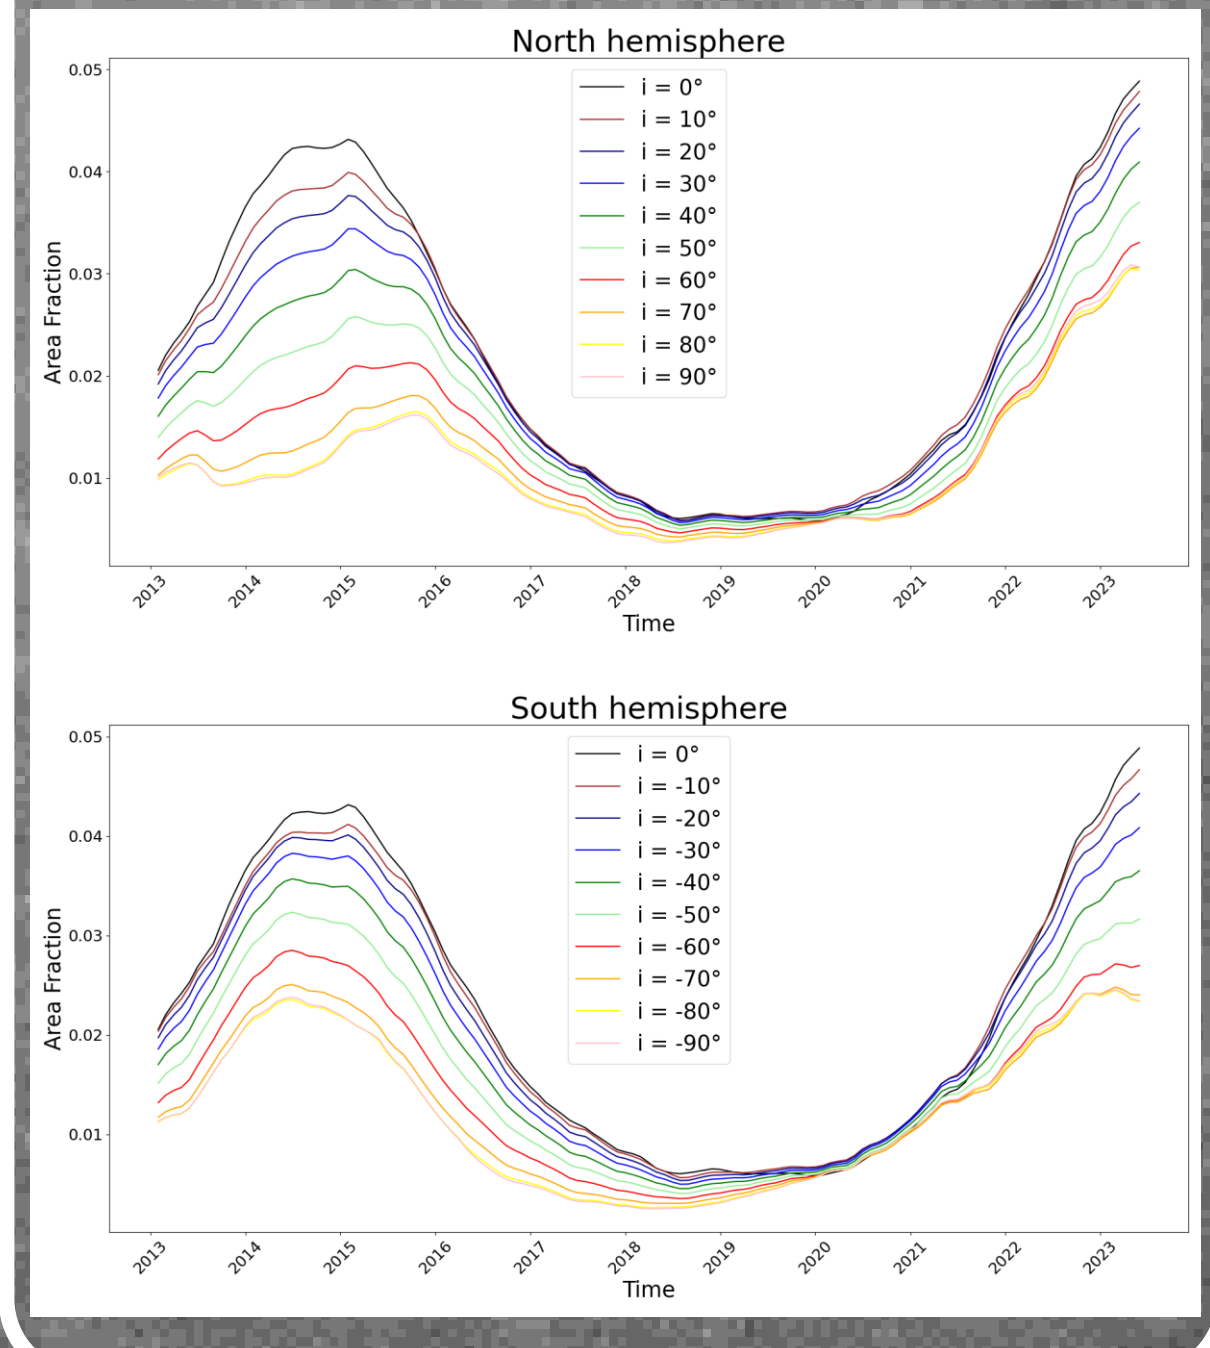 North hemisphere
0.05
0.04
0.03
0.02
0.01
Area Fraction
i = 0°
i = 10°
i = 20°
i = 30°
i = 40°
i = 50°
i = 60°
i = 70°
i = 80°
i = 90°
2013 2014 2015 2016 2017 2018 2019 2020 2021 2022 2023
Time
South hemisphere
0.05
0.04
0.03
0.02
0.01
Area Fraction
i = 0°
i = -10°
i = -20°
i = -30°
i = -40°
i = -50°
i = -60°
i = -70°
i = -80°
i = -90°
2013 2014 2015 2016 2017 2018 2019 2020 2021 2022 2023
Time